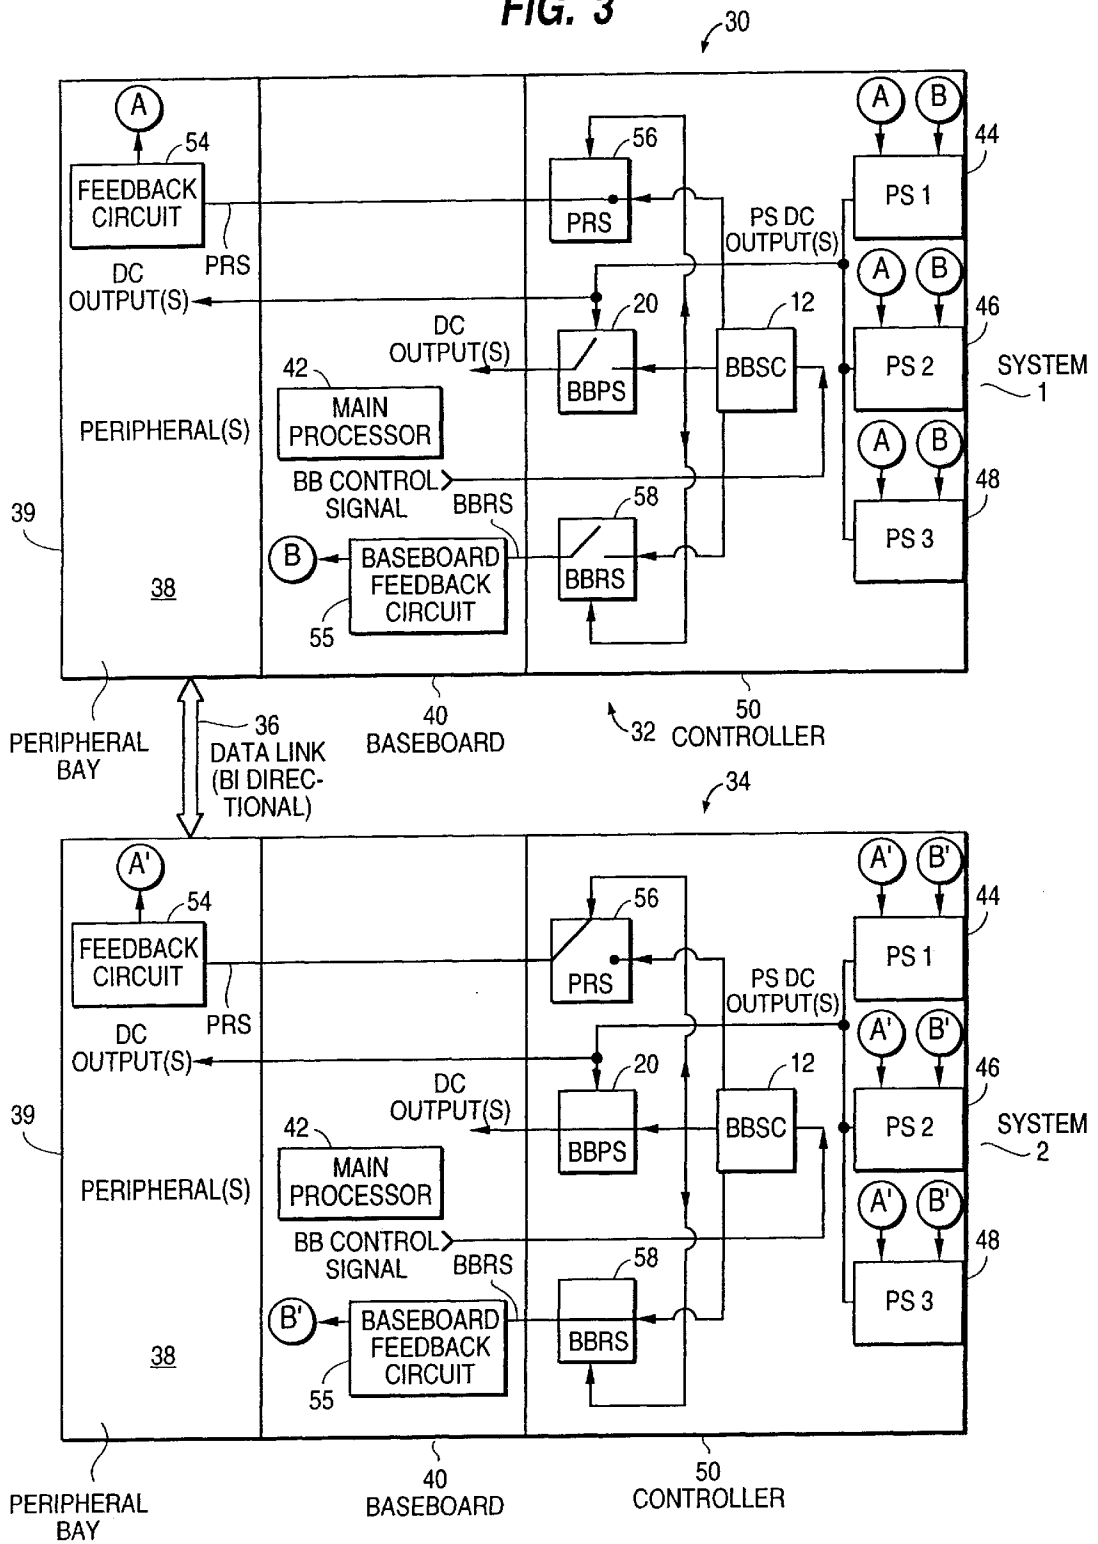 FIG. 3
30
A
54
FEEDBACK
CIRCUIT
PRS
DC
OUTPUT(S)
56
PRS
PS DC
OUTPUT(S)
A
B
44
PS 1
A
B
46
PS 2
SYSTEM
1
A
B
48
PS 3
DC
OUTPUT(S)
20
BBPS
12
BBSC
42
MAIN
PROCESSOR
PERIPHERAL(S)
BB CONTROL
SIGNAL
BBRS
58
BBRS
39
38
B
BASEBOARD
FEEDBACK
CIRCUIT
55
PERIPHERAL
BAY
36
DATA LINK
(BI DIREC-
TIONAL)
40
BASEBOARD
32
50
CONTROLLER
34
A'
54
FEEDBACK
CIRCUIT
PRS
DC
OUTPUT(S)
56
PRS
PS DC
OUTPUT(S)
A'
B'
44
PS 1
A'
B'
46
PS 2
SYSTEM
2
A'
B'
48
PS 3
DC
OUTPUT(S)
20
BBPS
12
BBSC
39
42
MAIN
PROCESSOR
PERIPHERAL(S)
BB CONTROL
SIGNAL
BBRS
58
BBRS
38
B'
BASEBOARD
FEEDBACK
CIRCUIT
55
PERIPHERAL
BAY
40
BASEBOARD
50
CONTROLLER